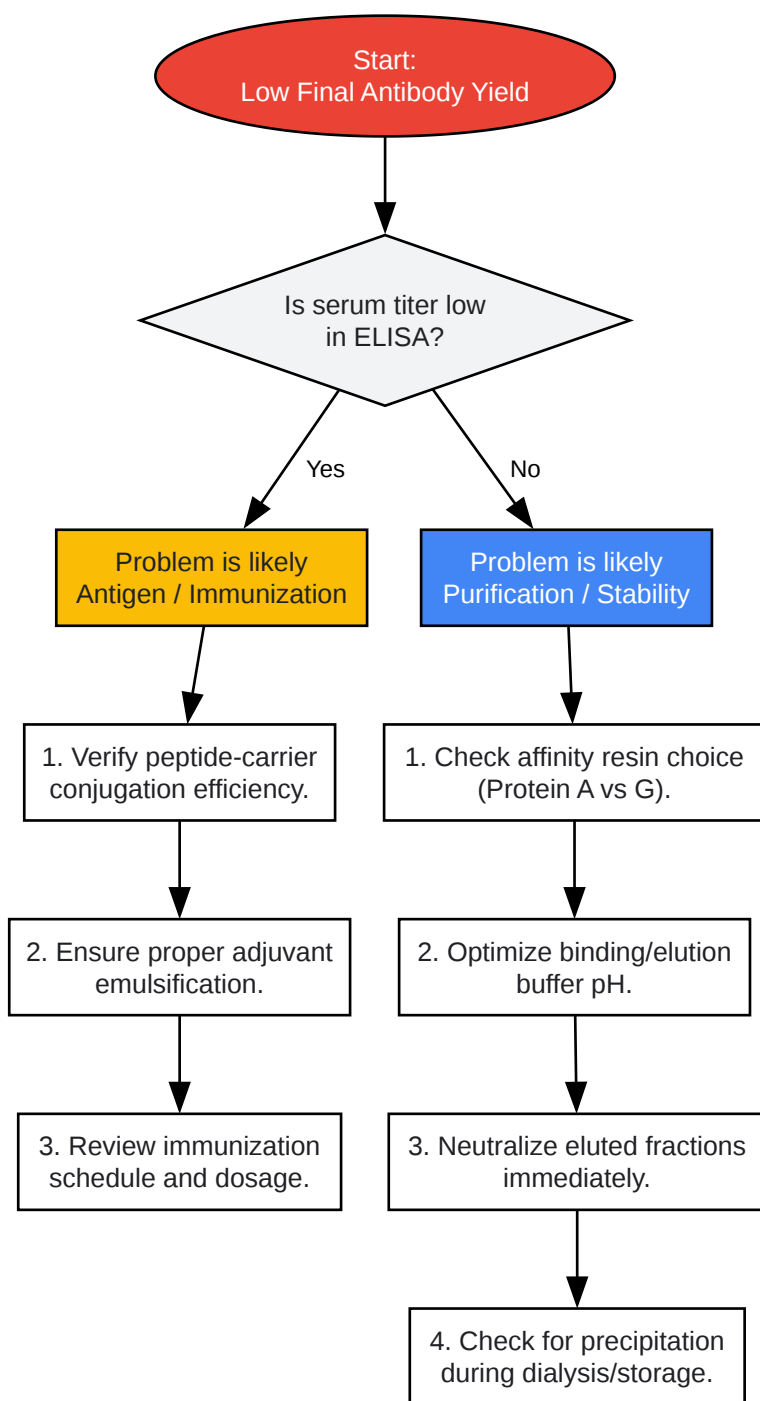 Start:
Low Final Antibody Yield
Is serum titer low
in ELISA?
Yes
No
Problem is likely
Antigen / Immunization
Problem is likely
Purification / Stability
1. Verify peptide-carrier
conjugation efficiency.
1. Check affinity resin choice
(Protein A vs G).
2. Ensure proper adjuvant
emulsification.
2. Optimize binding/elution
buffer pH.
3. Review immunization
schedule and dosage.
3. Neutralize eluted fractions
immediately.
4. Check for precipitation
during dialysis/storage.